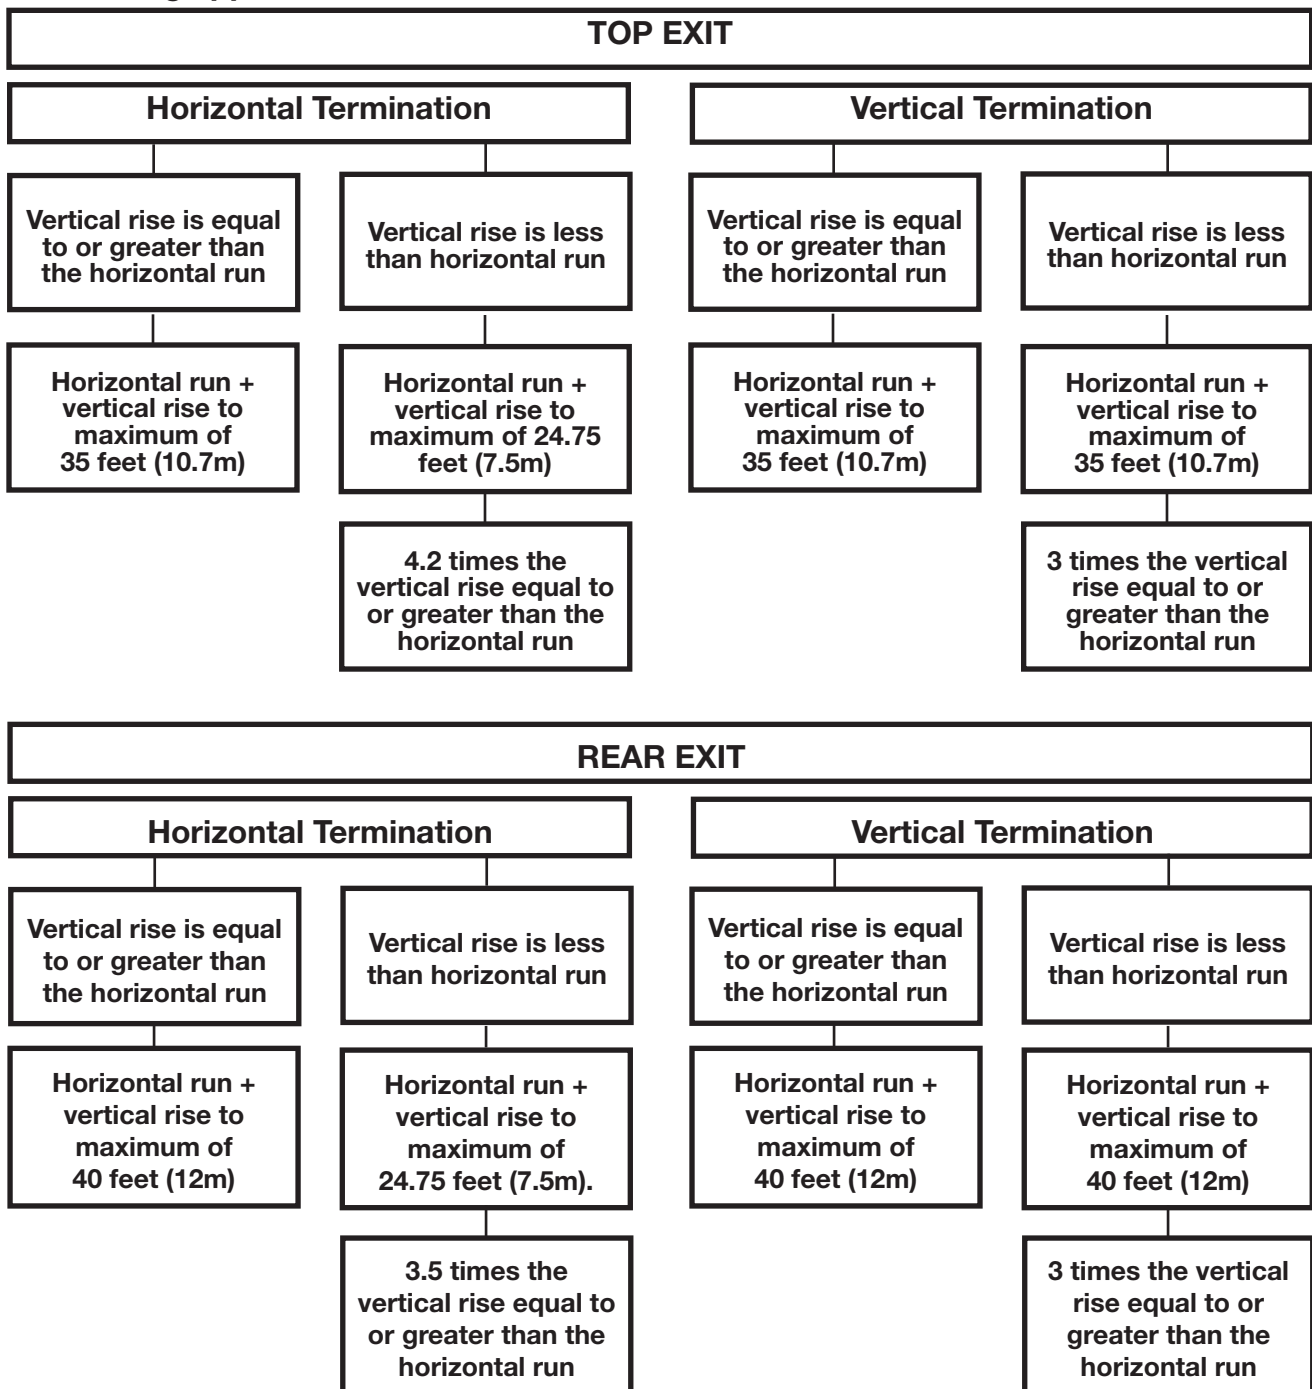 TOP EXIT
Horizontal Termination
Vertical rise is equal
to or greater than
the horizontal run
Horizontal run +
vertical rise to
maximum of
35 feet (10.7m)
Vertical rise is less
than horizontal run
Horizontal run +
vertical rise to
maximum of 24.75
feet (7.5m)
4.2 times the
vertical rise equal to
or greater than the
horizontal run
Vertical Termination
Vertical rise is equal
to or greater than
the horizontal run
Horizontal run +
vertical rise to
maximum of
35 feet (10.7m)
Vertical rise is less
than horizontal run
Horizontal run +
vertical rise to
maximum of
35 feet (10.7m)
3 times the vertical
rise equal to or
greater than the
horizontal run
REAR EXIT
Horizontal Termination
Vertical rise is equal
to or greater than
the horizontal run
Horizontal run +
vertical rise to
maximum of
40 feet (12m)
Vertical rise is less
than horizontal run
Horizontal run +
vertical rise to
maximum of
24.75 feet (7.5m).
3.5 times the
vertical rise equal to
or greater than the
horizontal run
Vertical Termination
Vertical rise is equal
to or greater than
the horizontal run
Horizontal run +
vertical rise to
maximum of
40 feet (12m)
Vertical rise is less
than horizontal run
Horizontal run +
vertical rise to
maximum of
40 feet (12m)
3 times the vertical
rise equal to or
greater than the
horizontal run